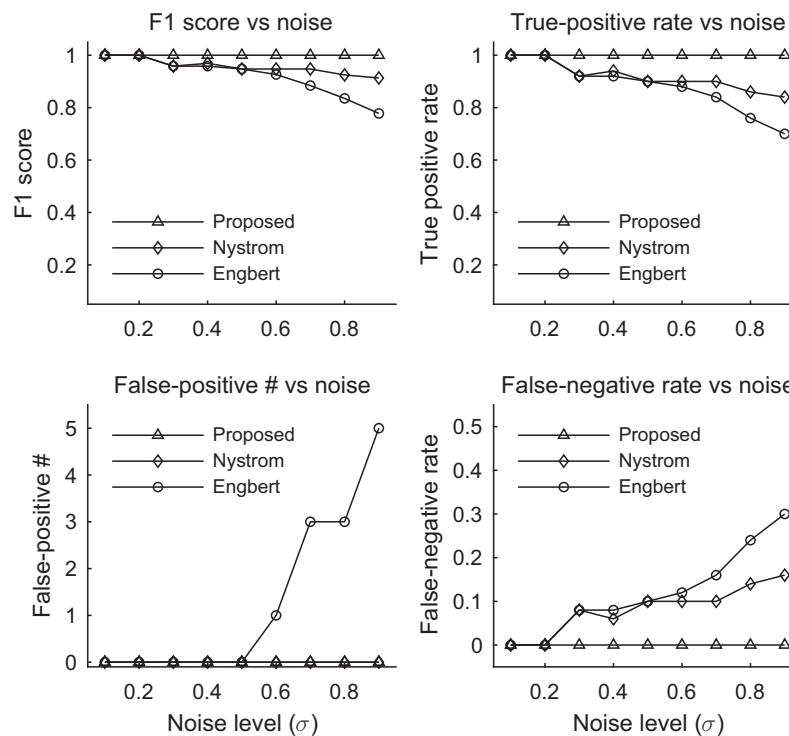 F1 score vs noise
1
0.8
0.6
0.4
0.2
F1 score
Proposed
Nystrom
Engbert
0.2 0.4 0.6 0.8
True-positive rate vs noise
1
0.8
0.6
0.4
0.2
True positive rate
Proposed
Nystrom
Engbert
0.2 0.4 0.6 0.8
False-positive # vs noise
5
4
3
2
1
0
False-positive #
Proposed
Nystrom
Engbert
0.2 0.4 0.6 0.8
Noise level (σ)
False-negative rate vs noise
0.5
0.4
0.3
0.2
0.1
0
False-negative rate
Proposed
Nystrom
Engbert
0.2 0.4 0.6 0.8
Noise level (σ)